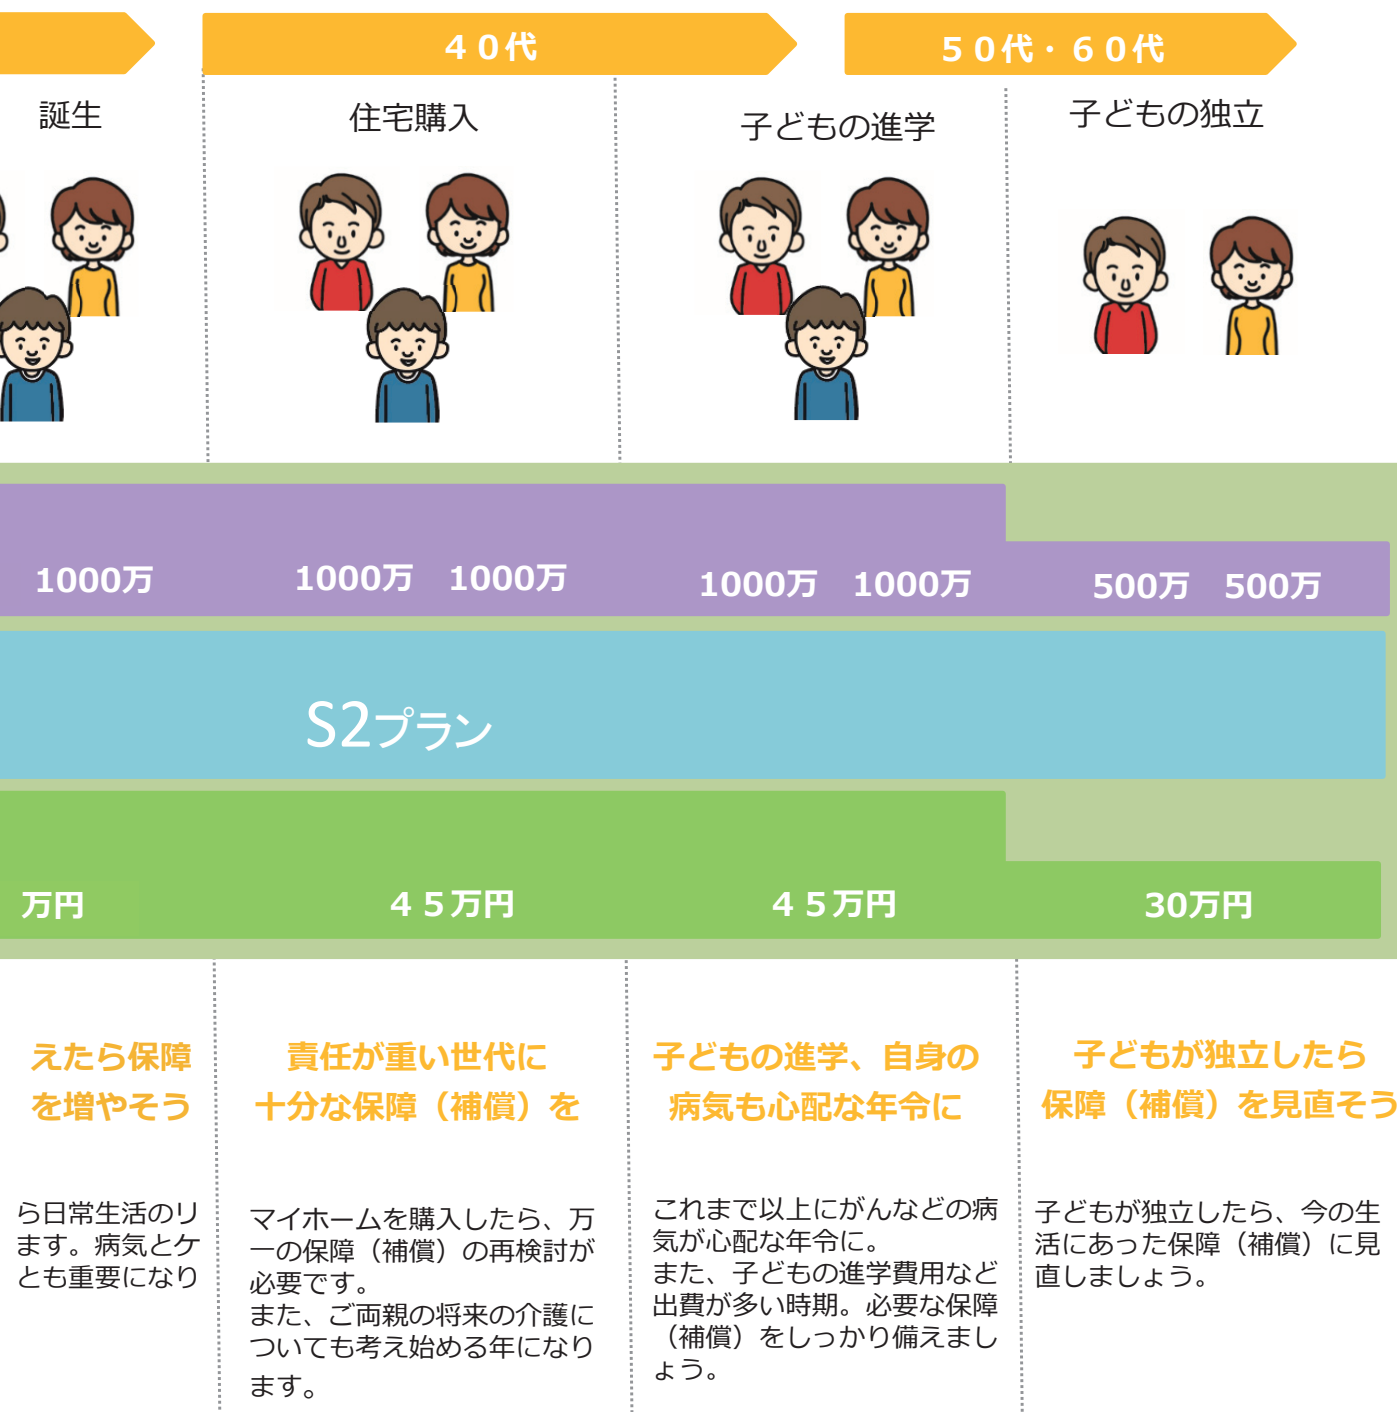 ４０代
５０代・６０代
誕生
住宅購入
子どもの進学
子どもの独立
1000万
1000万　1000万
1000万　1000万
500万　500万
S2プラン
万円
４５万円
４５万円
30万円
えたら保障
を増やそう
ら日常生活のリ
ます。病気とケ
とも重要になり
責任が重い世代に
十分な保障（補償）を
マイホームを購入したら、万
一の保障（補償）の再検討が
必要です。
また、ご両親の将来の介護に
ついても考え始める年になり
ます。
子どもの進学、自身の
病気も心配な年令に
これまで以上にがんなどの病
気が心配な年令に。
また、子どもの進学費用など
出費が多い時期。必要な保障
（補償）をしっかり備えまし
ょう。
子どもが独立したら
保障（補償）を見直そう
子どもが独立したら、今の生
活にあった保障（補償）に見
直しましょう。